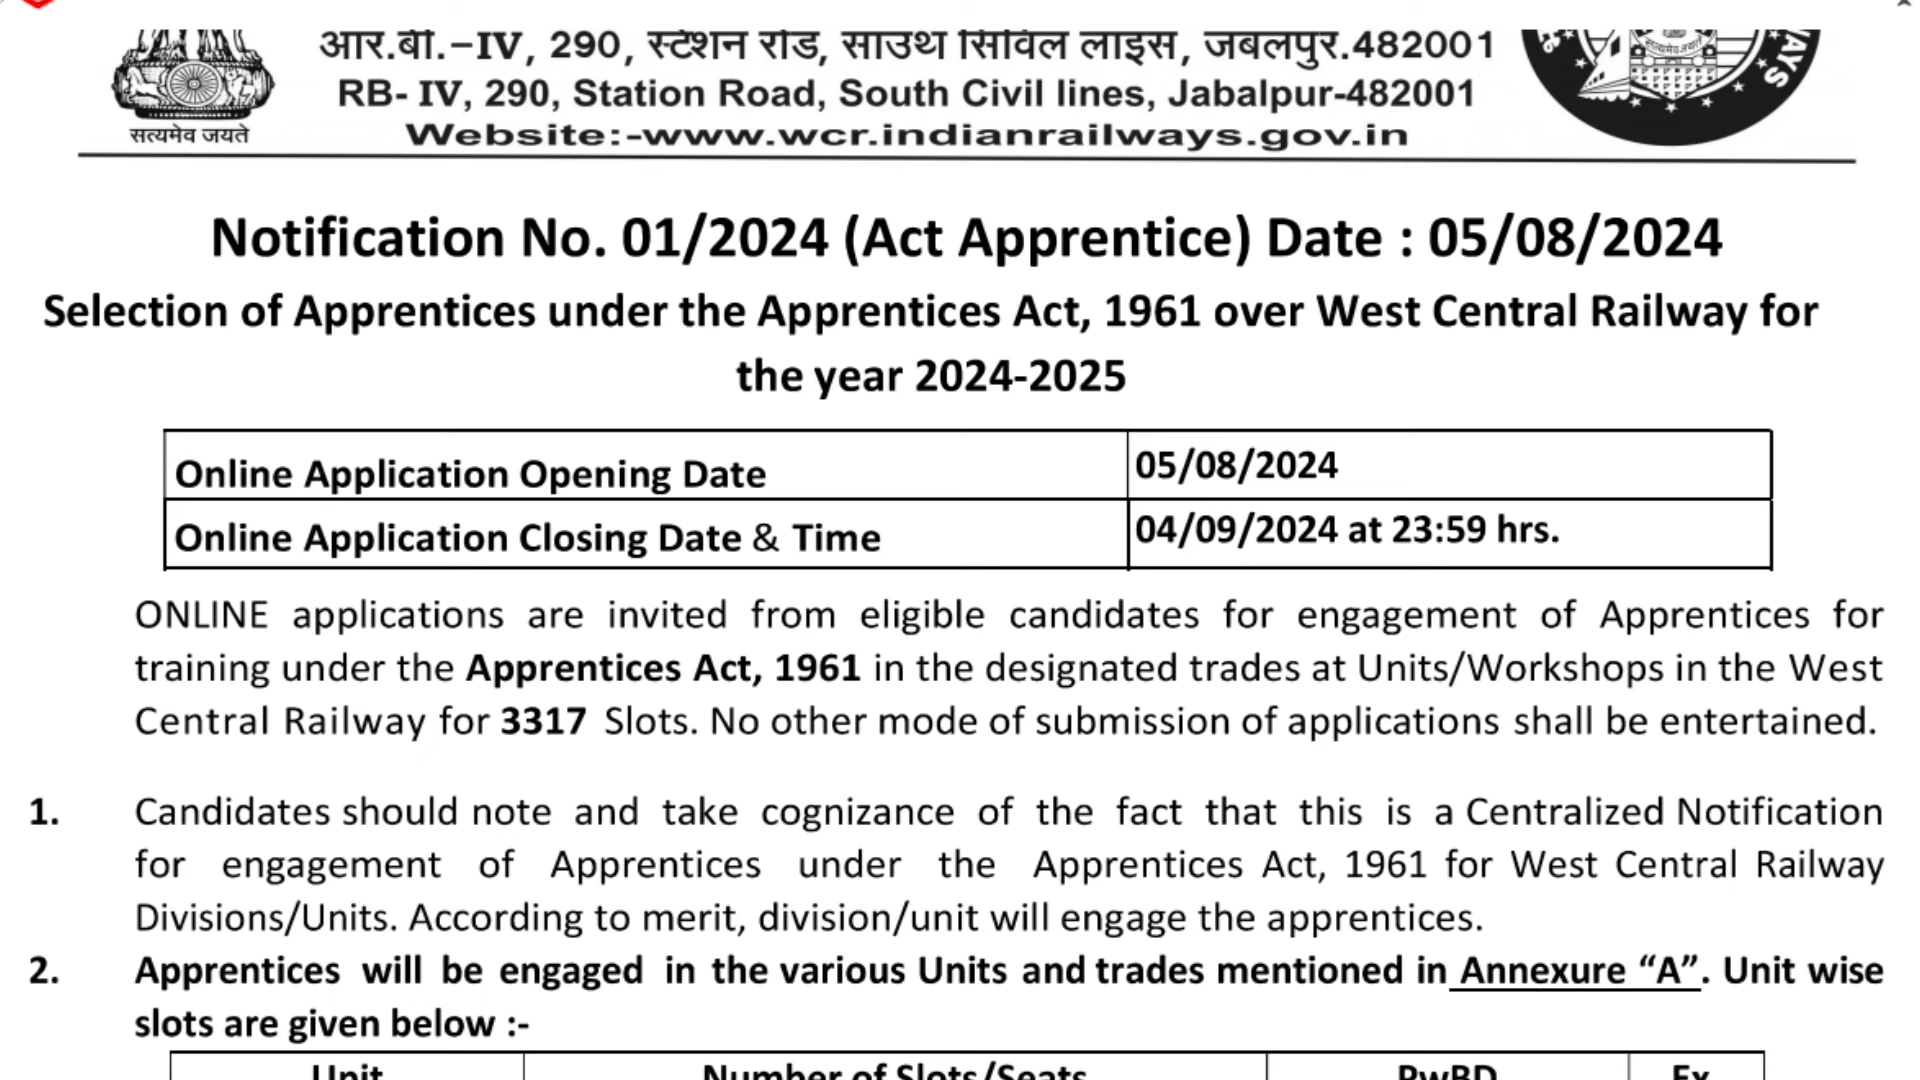 आर.बी.–IV, 290, स्टेशन रोड, साउथ सिविल लाइंस, जबलपुर.482001
RB- IV, 290, Station Road, South Civil lines, Jabalpur-482001
Website:-www.wcr.indianrailways.gov.in
सत्यमेव जयते
Notification No. 01/2024 (Act Apprentice) Date : 05/08/2024
Selection of Apprentices under the Apprentices Act, 1961 over West Central Railway for
the year 2024-2025
Online Application Opening Date 05/08/2024
Online Application Closing Date & Time 04/09/2024 at 23:59 hrs.
ONLINE applications are invited from eligible candidates for engagement of Apprentices for
training under the Apprentices Act, 1961 in the designated trades at Units/Workshops in the West
Central Railway for 3317 Slots. No other mode of submission of applications shall be entertained.
1. Candidates should note and take cognizance of the fact that this is a Centralized Notification
for engagement of Apprentices under the Apprentices Act, 1961 for West Central Railway
Divisions/Units. According to merit, division/unit will engage the apprentices.
2. Apprentices will be engaged in the various Units and trades mentioned in Annexure “A”. Unit wise
slots are given below :-
Unit Number of Slots/Seats PwBD Ex